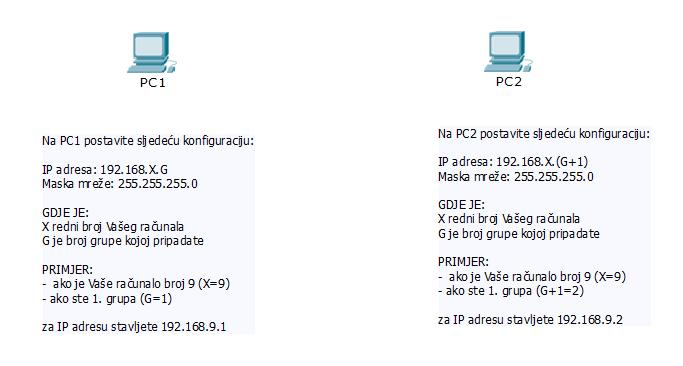 PC1
Na PC1 postavite sljedeću konfiguraciju:
IP adresa: 192.168.X.G
Maska mreže: 255.255.255.0
GDJE JE:
X redni broj Vašeg računala
G je broj grupe kojoj pripadate
PRIMJER:
- ako je Vaše računalo broj 9 (X=9)
- ako ste 1. grupa (G=1)
za IP adresu stavljete 192.168.9.1
PC2
Na PC2 postavite sljedeću konfiguraciju:
IP adresa: 192.168.X.(G+1)
Maska mreže: 255.255.255.0
GDJE JE:
X redni broj Vašeg računala
G je broj grupe kojoj pripadate
PRIMJER:
- ako je Vaše računalo broj 9 (X=9)
- ako ste 1. grupa (G+1=2)
za IP adresu stavljete 192.168.9.2